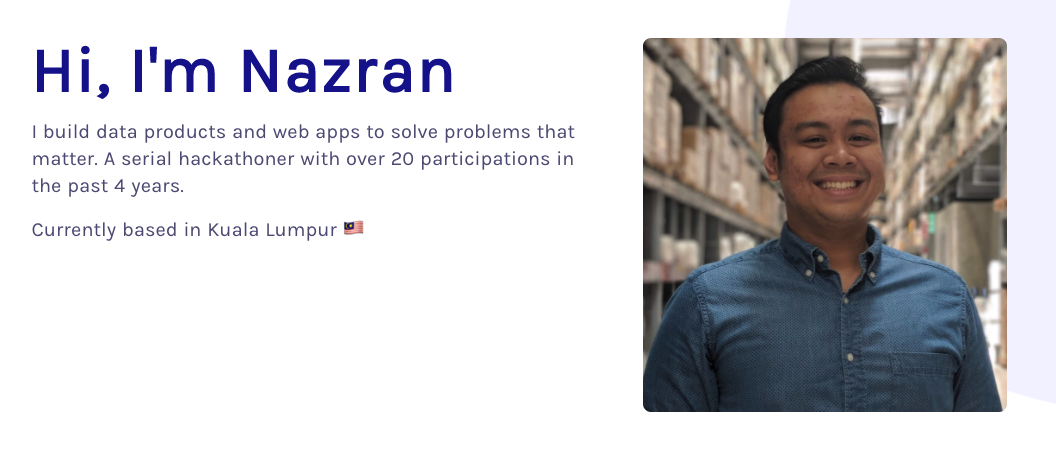 Hi, I'm Nazran
I build data products and web apps to solve problems that
matter. A serial hackathoner with over 20 participations in
the past 4 years.
Currently based in Kuala Lumpur 🇲🇾